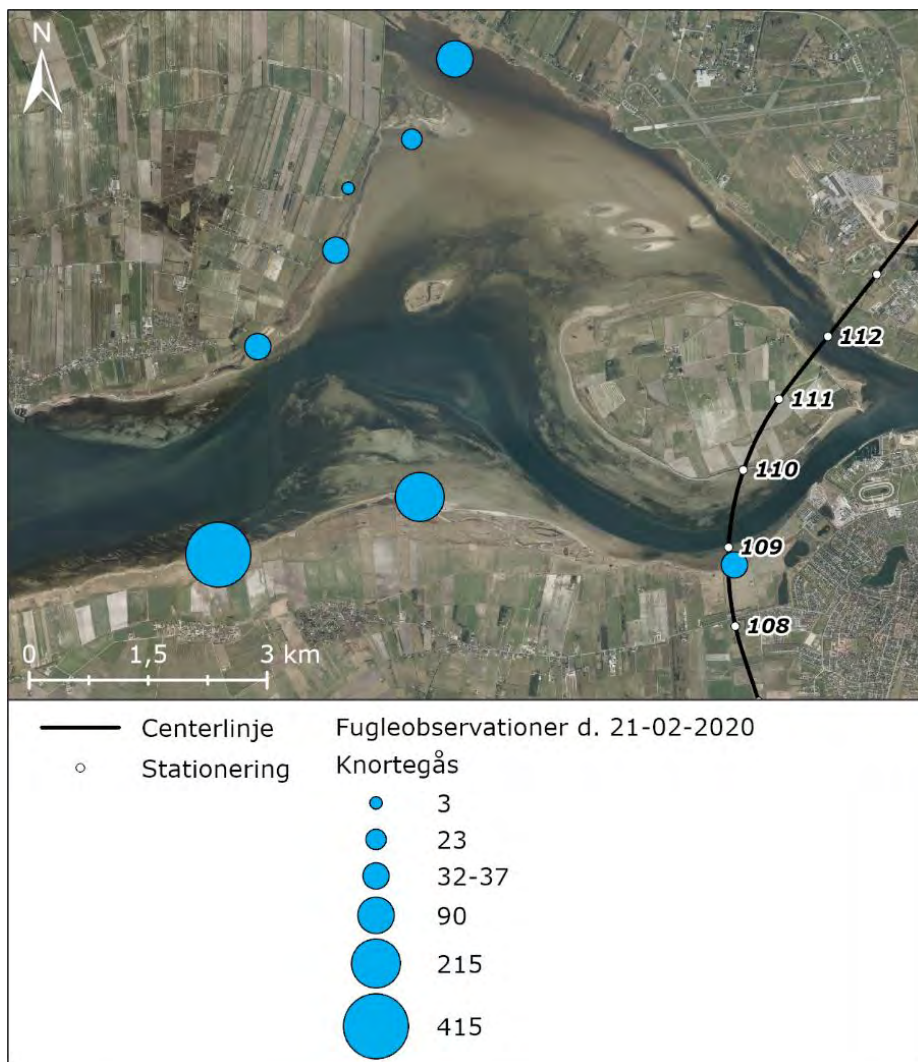 N
112
111
110
109
108
0 1,5 3 km
Centerlinje
Stationering
Fugleobservationer d. 21-02-2020
Knortegås
3
23
32-37
90
215
415